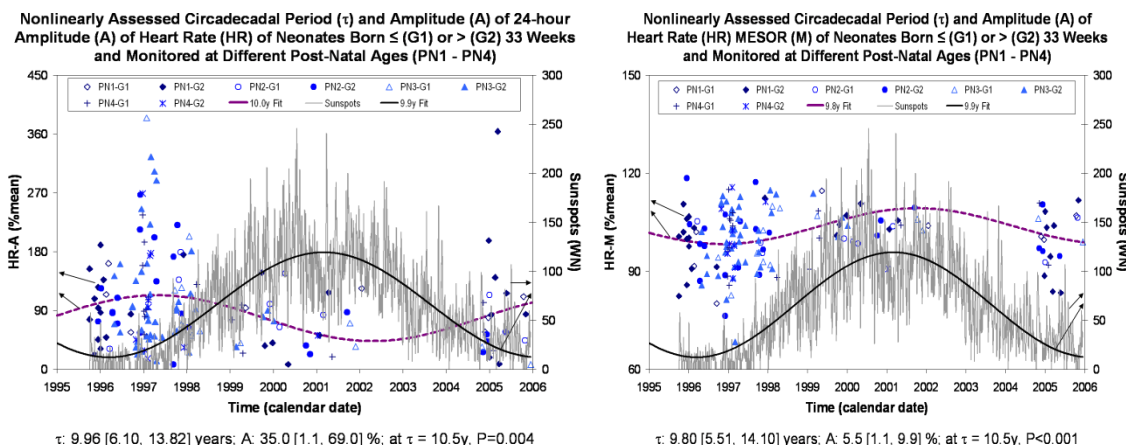 Nonlinearly Assessed Circadecadal Period (τ) and Amplitude (A) of 24-hour
Amplitude (A) of Heart Rate (HR) of Neonates Born ≤ (G1) or > (G2) 33 Weeks
and Monitored at Different Post-Natal Ages (PN1 - PN4)
450
360
270
180
90
0
HR-A (%mean)
PN1-G1 PN1-G2 PN2-G1 PN2-G2 PN3-G1 PN3-G2
PN4-G1 PN4-G2 10.0y Fit Sunspots 9.9y Fit
300
250
200
150
100
50
0
Sunspots (WN)
1995 1996 1997 1998 1999 2000 2001 2002 2003 2004 2005 2006
Time (calendar date)
τ: 9.96 [6.10, 13.82] years; A: 35.0 [1.1, 69.0] %; at τ = 10.5y, P=0.004
Nonlinearly Assessed Circadecadal Period (τ) and Amplitude (A) of
Heart Rate (HR) MESOR (M) of Neonates Born ≤ (G1) or > (G2) 33 Weeks
and Monitored at Different Post-Natal Ages (PN1 - PN4)
150
120
90
60
HR-M (%mean)
PN1-G1 PN1-G2 PN2-G1 PN2-G2 PN3-G1 PN3-G2
PN4-G1 PN4-G2 9.8y Fit Sunspots 9.9y Fit
300
250
200
150
100
50
0
Sunspots (WN)
1995 1996 1997 1998 1999 2000 2001 2002 2003 2004 2005 2006
Time (calendar date)
τ: 9.80 [5.51, 14.10] years; A: 5.5 [1.1, 9.9] %; at τ = 10.5y, P<0.001